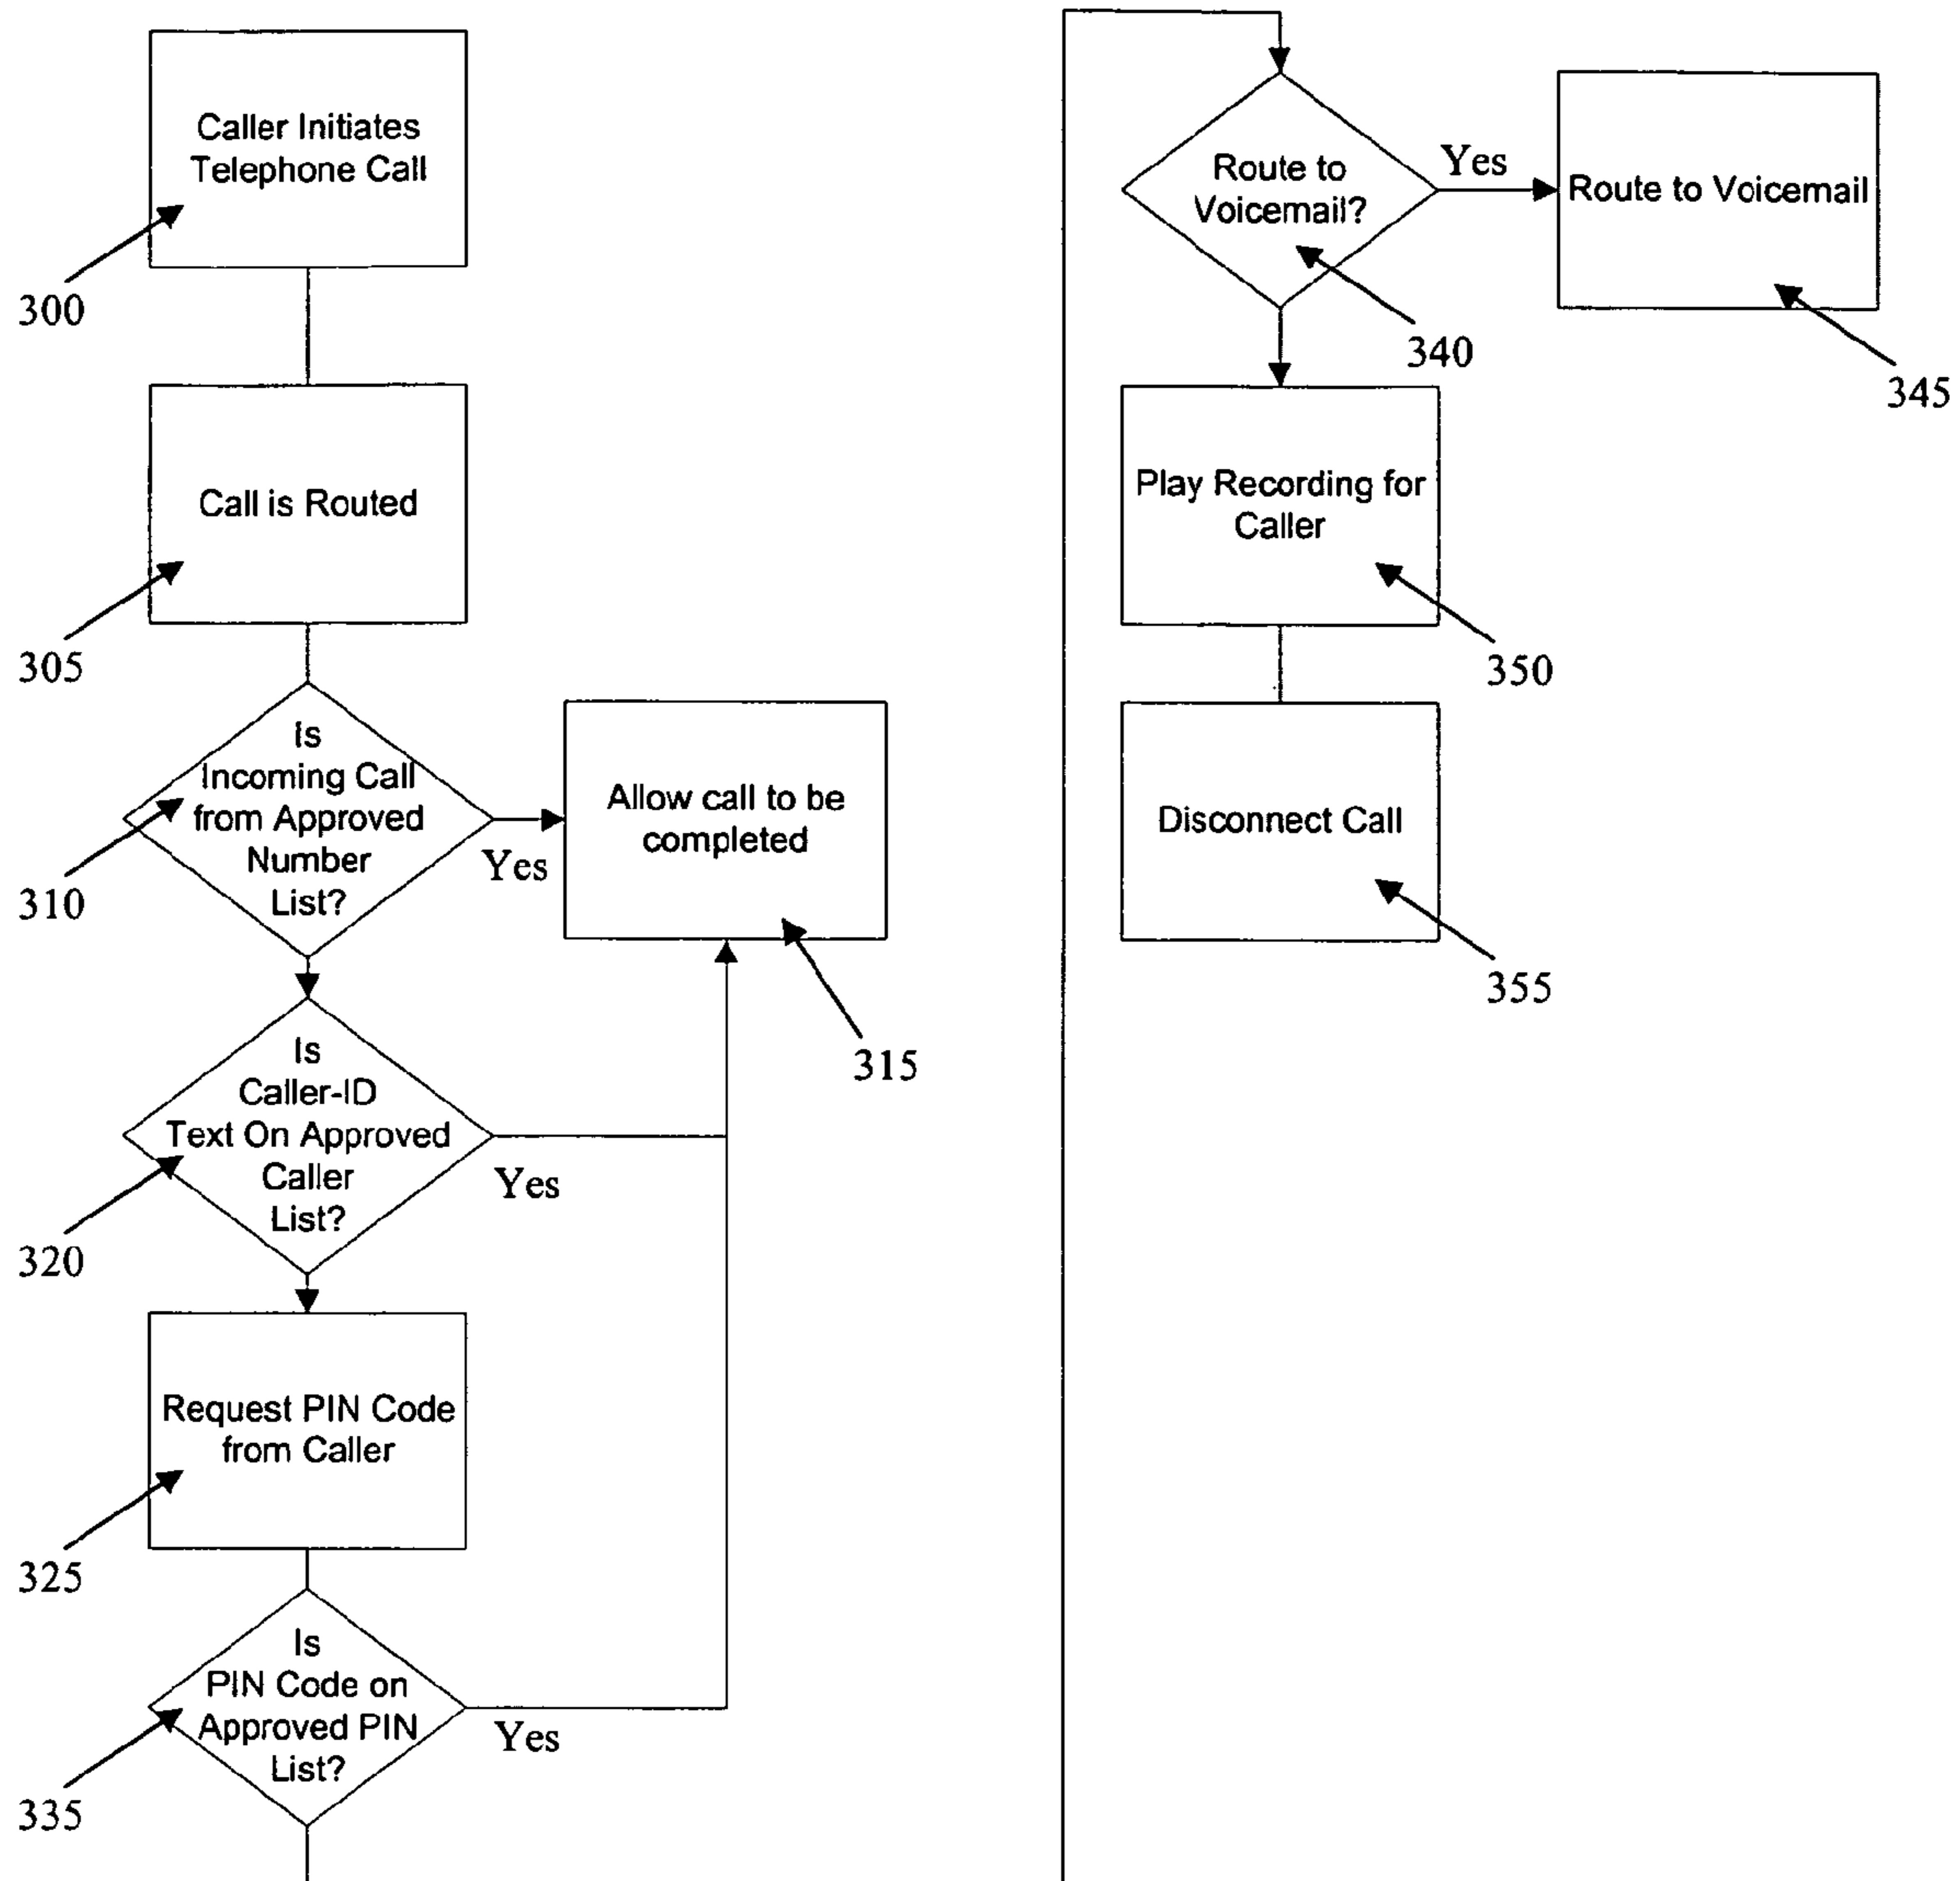 Caller Initiates
Telephone Call
300
Call is Routed
305
Is
Incoming Call
from Approved
Number
List?
310
Yes
Allow call to be
completed
315
Is
Caller-ID
Text On Approved
Caller
List?
320
Yes
Request PIN Code
from Caller
325
Is
PIN Code on
Approved PIN
List?
335
Yes
Route to
Voicemail?
340
Yes
Route to Voicemail
345
Play Recording for
Caller
350
Disconnect Call
355